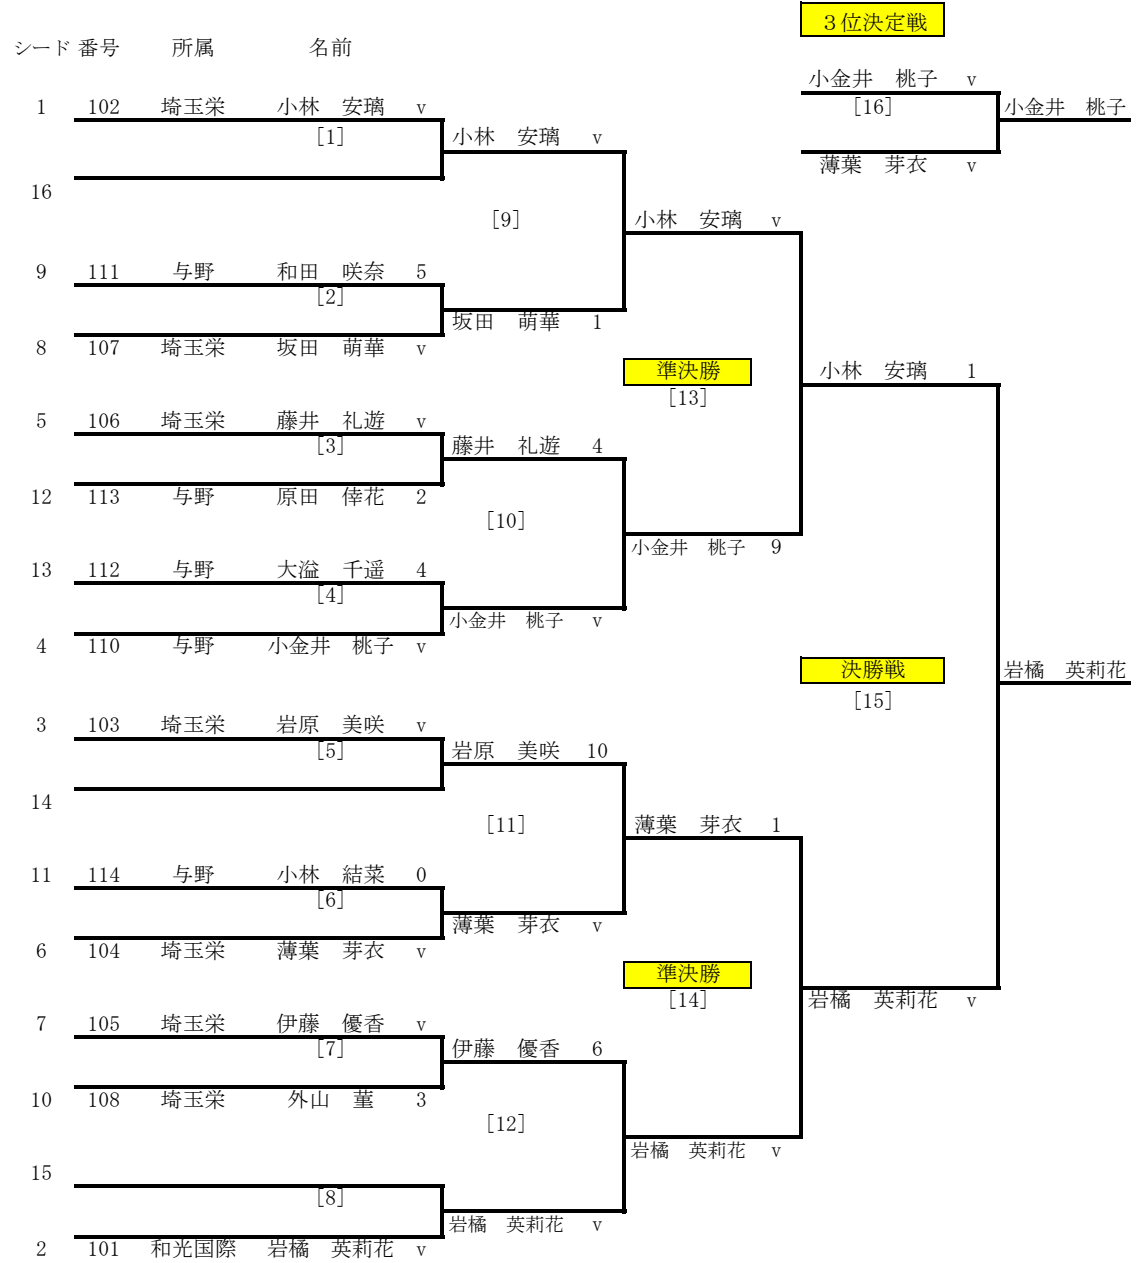 ３位決定戦
シード 番号 所属 名前
小金井 桃子 v
1 102 埼玉栄 小林 安璃 v
[16] 小金井 桃子
[1] 小林 安璃 v
薄葉 芽衣 v
16
[9] 小林 安璃 v
9 111 与野 和田 咲奈 5
[2]
坂田 萌華 1
8 107 埼玉栄 坂田 萌華 v
準決勝 小林 安璃 1
[13]
5 106 埼玉栄 藤井 礼遊 v
[3] 藤井 礼遊 4
12 113 与野 原田 倖花 2
[10]
小金井 桃子 9
13 112 与野 大溢 千遥 4
[4]
小金井 桃子 v
4 110 与野 小金井 桃子 v
決勝戦 岩橘 英莉花
[15]
3 103 埼玉栄 岩原 美咲 v
[5] 岩原 美咲 10
14
[11] 薄葉 芽衣 1
11 114 与野 小林 結菜 0
[6]
薄葉 芽衣 v
6 104 埼玉栄 薄葉 芽衣 v
準決勝
[14] 岩橘 英莉花 v
7 105 埼玉栄 伊藤 優香 v
[7] 伊藤 優香 6
10 108 埼玉栄 外山 菫 3
[12]
岩橘 英莉花 v
15
[8]
岩橘 英莉花 v
2 101 和光国際 岩橘 英莉花 v